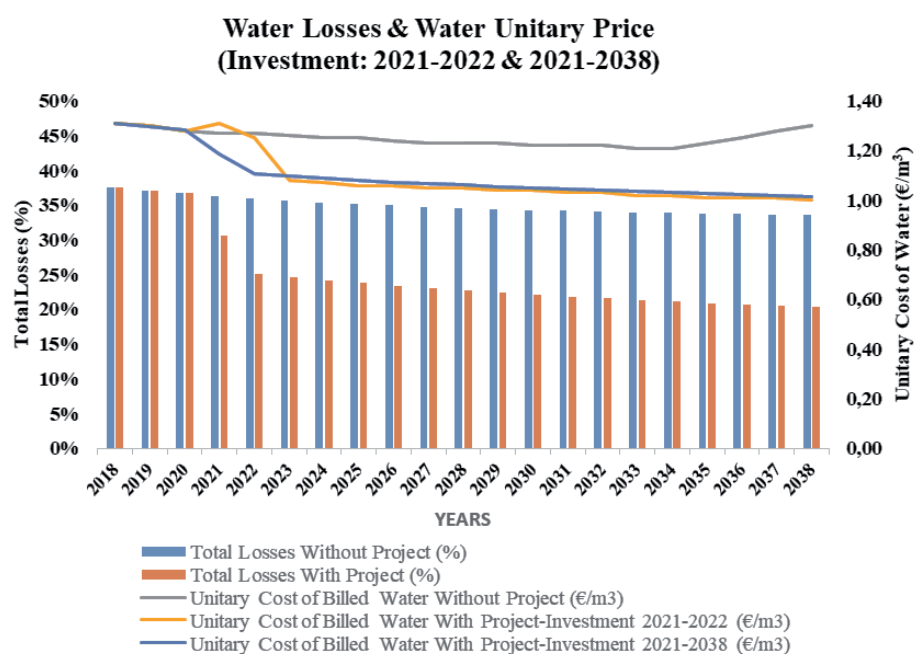 Water Losses & Water Unitary Price
(Investment: 2021-2022 & 2021-2038)
Total Losses (%)
50%
45%
40%
35%
30%
25%
20%
15%
10%
5%
0%
1,40
1,20
1,00
0,80
0,60
0,40
0,20
0,00
Unitary Cost of Water (€/m³)
2018 2019 2020 2021 2022 2023 2024 2025 2026 2027 2028 2029 2030 2031 2032 2033 2034 2035 2036 2037 2038
YEARS
Total Losses Without Project (%)
Total Losses With Project (%)
Unitary Cost of Billed Water Without Project (€/m3)
Unitary Cost of Billed Water With Project-Investment 2021-2022 (€/m3)
Unitary Cost of Billed Water With Project-Investment 2021-2038 (€/m3)